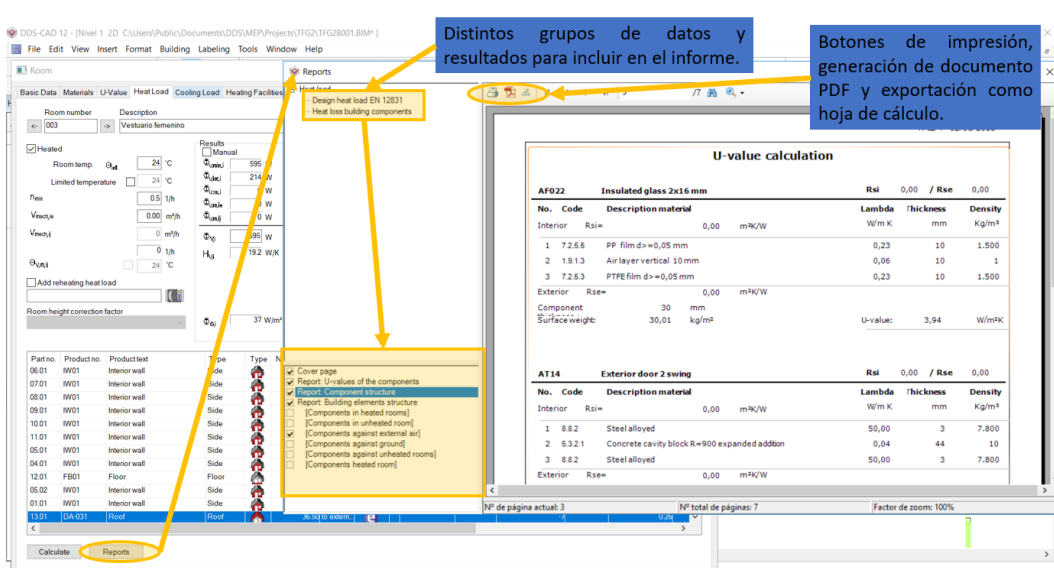 Distintos grupos de datos y
resultados para incluir en el informe.
Botones de impresión,
generación de documento
PDF y exportación como
hoja de cálculo.
DDS-CAD 12 - [Nivel 1 2D C:\Users\Public\Documents\DDS\MEP\Projects\TFG2\TFG28001.BIM* ]
File Edit View Insert Format Building Labeling Tools Window Help
Room
Basic Data Materials U-Value Heat Load Cooling Load Heating Facilities
Room number Description
<- 003 -> Vestuario femenino
Heated
Room temp. 24 °C
Limited temperature 24 °C
0.5 1/h
0.00 m³/h
0 m³/h
0 1/h
24 °C
Add reheating heat load
Room height correction factor
Results
Manual
595 W
214 W
W
0 W
0 W
595 W
19.2 W/K
37 W/m²
Part no. Product no. Product text Type Type N
06.01 IW01 Interior wall Side
07.01 IW01 Interior wall Side
08.01 IW01 Interior wall Side
09.01 IW01 Interior wall Side
10.01 IW01 Interior wall Side
11.01 IW01 Interior wall Side
05.01 IW01 Interior wall Side
04.01 IW01 Interior wall Side
12.01 FB01 Floor Floor
05.02 IW01 Interior wall Side
01.01 IW01 Interior wall Side
13.01 DA-031 Roof Roof 36.50 to extern... -7 0.26
Calculate Reports
Reports
Heat load
Design heat load EN 12831
Heat loss building components
Cover page
Report: U-values of the components
Report: Component structure
Report: Building elements structure
[Components in heated rooms]
[Components in unheated room]
[Components against external air]
[Components against ground]
[Components against unheated rooms]
[Components heated room]
3 /7
U-value calculation
AF022 Insulated glass 2x16 mm Rsi 0,00 / Rse 0,00
No. Code Description material Lambda Thickness Density
Interior Rsi= 0,00 m²K/W W/m K mm Kg/m³
1 7.2.5.5 PP film d>=0,05 mm 0,23 10 1.500
2 1.9.1.3 Air layer vertical 10 mm 0,06 10 1
3 7.2.5.3 PTFE film d>=0,05 mm 0,23 10 1.500
Exterior Rse= 0,00 m²K/W
Component 30 mm
Surface weight: 30,01 kg/m² U-value: 3,94 W/m²K
AT14 Exterior door 2 swing Rsi 0,00 / Rse 0,00
No. Code Description material Lambda Thickness Density
Interior Rsi= 0,00 m²K/W W/m K mm Kg/m³
1 8.8.2 Steel alloyed 50,00 3 7.800
2 5.3.2.1 Concrete cavity block R=900 expanded addition 0,04 44 10
3 8.8.2 Steel alloyed 50,00 3 7.800
Exterior Rse= 0,00 m²K/W
Nº de página actual: 3 Nº total de páginas: 7 Factor de zoom: 100%